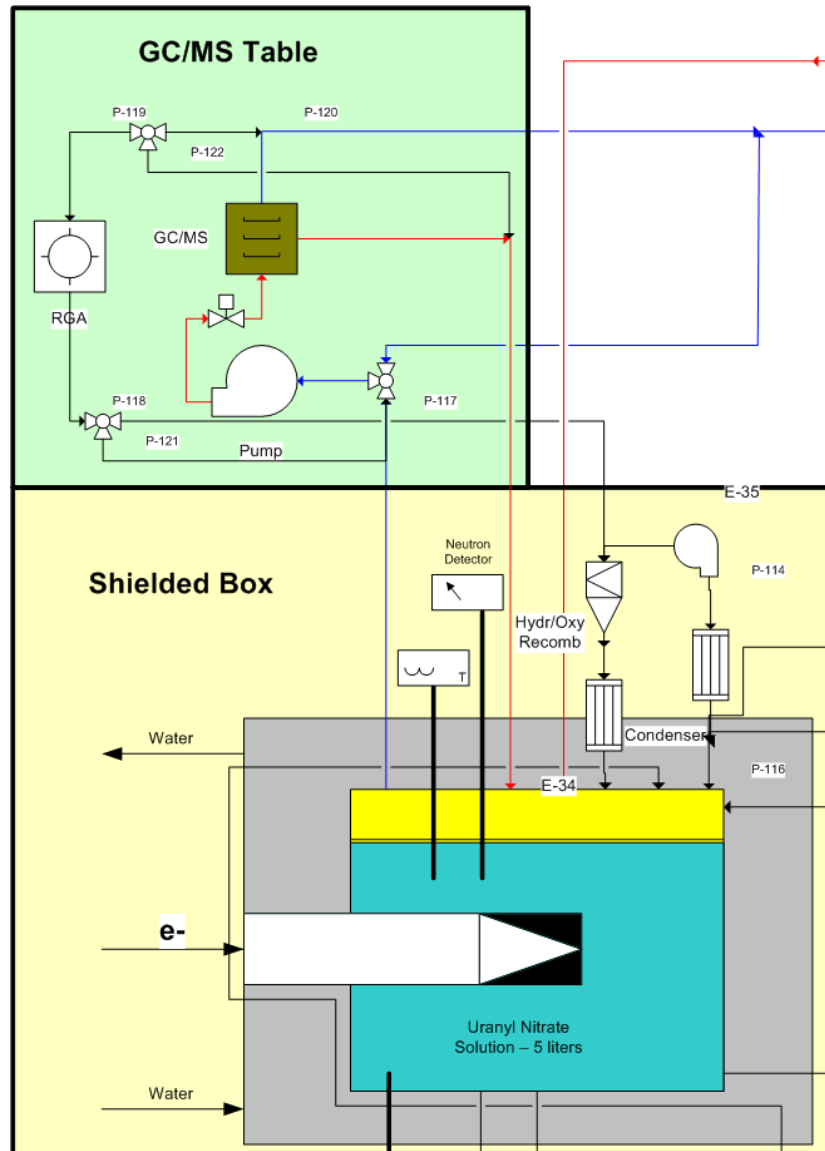 GC/MS Table
P-119
P-120
P-122
GC/MS
RGA
P-118
P-117
P-121
Pump
E-35
Neutron
Detector
P-114
Shielded Box
Hydr/Oxy
Recomb
T
Condenser
Water
P-116
E-34
e-
Uranyl Nitrate
Solution – 5 liters
Water